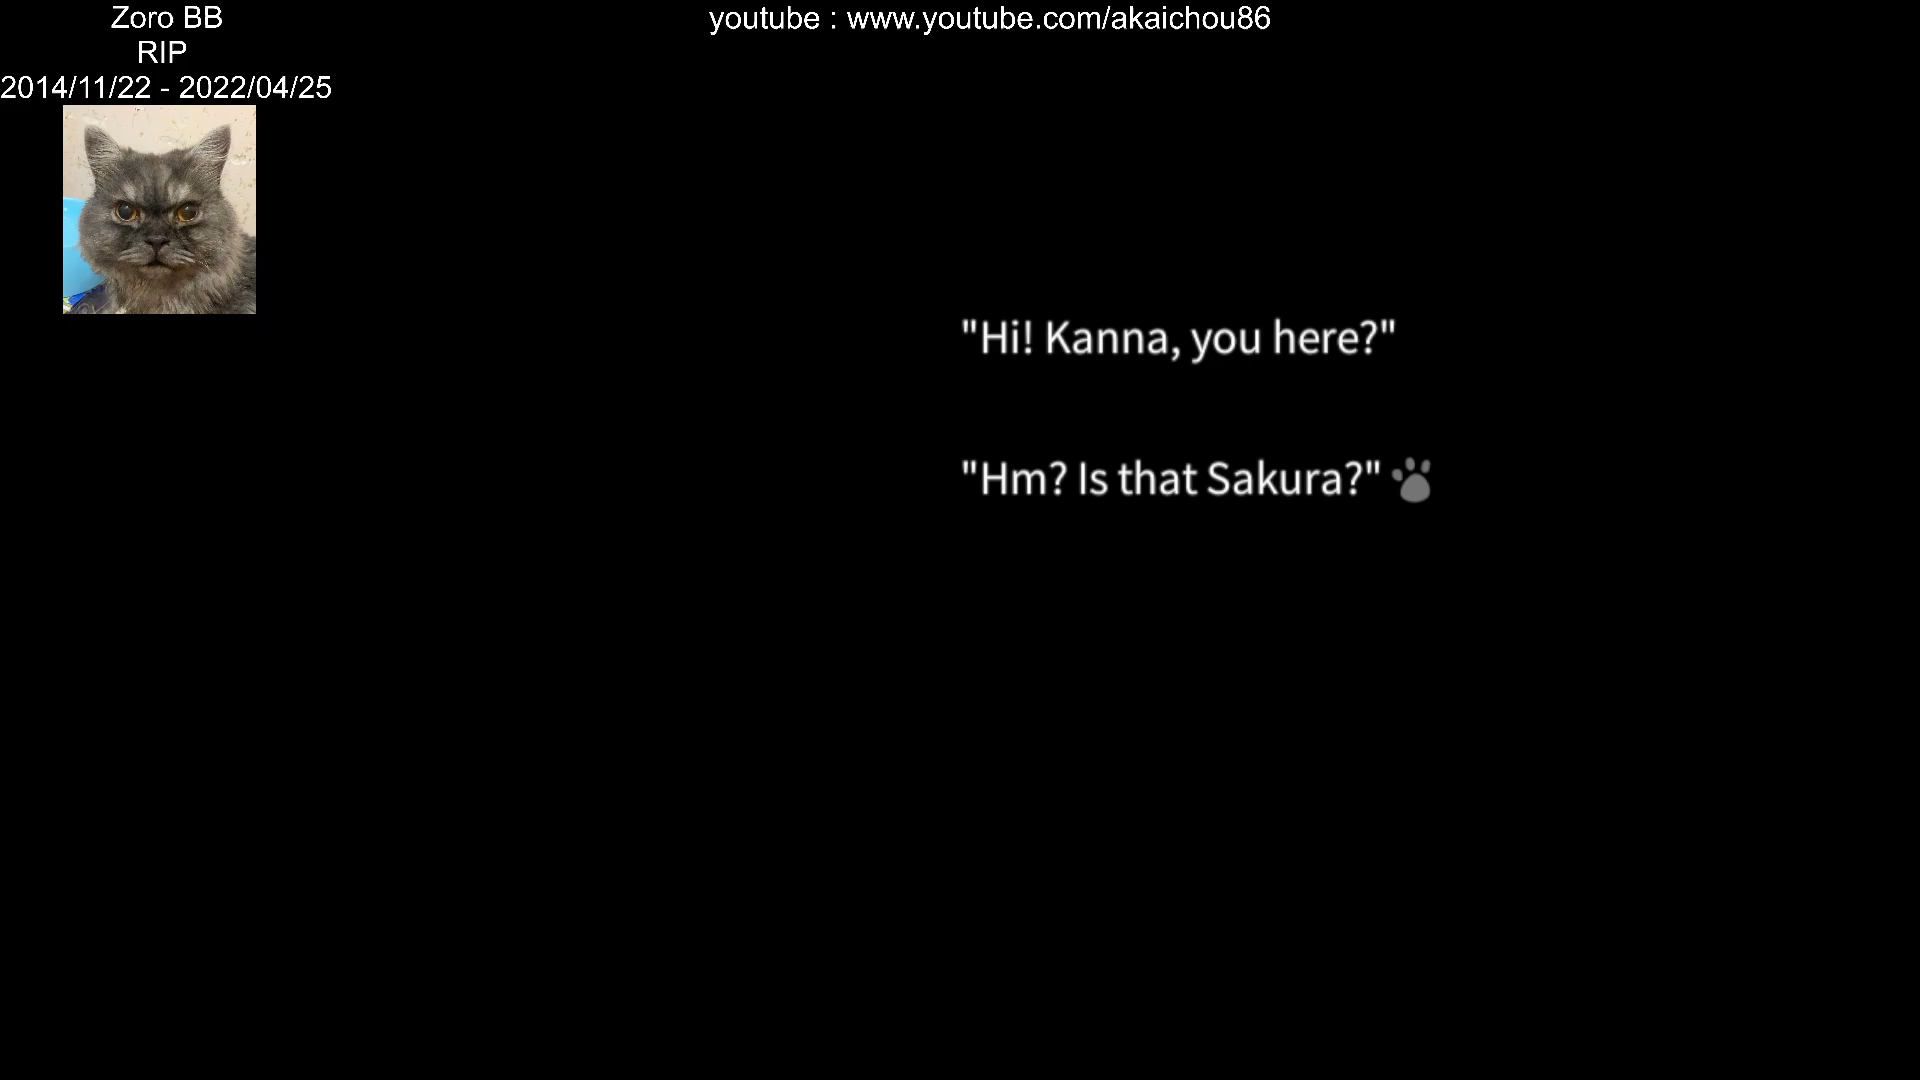 Zoro BB
RIP
2014/11/22 - 2022/04/25
youtube : www.youtube.com/akaichou86
"Hi! Kanna, you here?"
"Hm? Is that Sakura?"